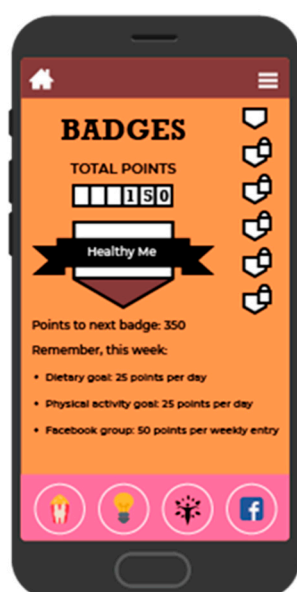 BADGES
TOTAL POINTS
150
Healthy Me
Points to next badge: 350
Remember, this week:
• Dietary goal: 25 points per day
• Physical activity goal: 25 points per day
• Facebook group: 50 points per weekly entry
f